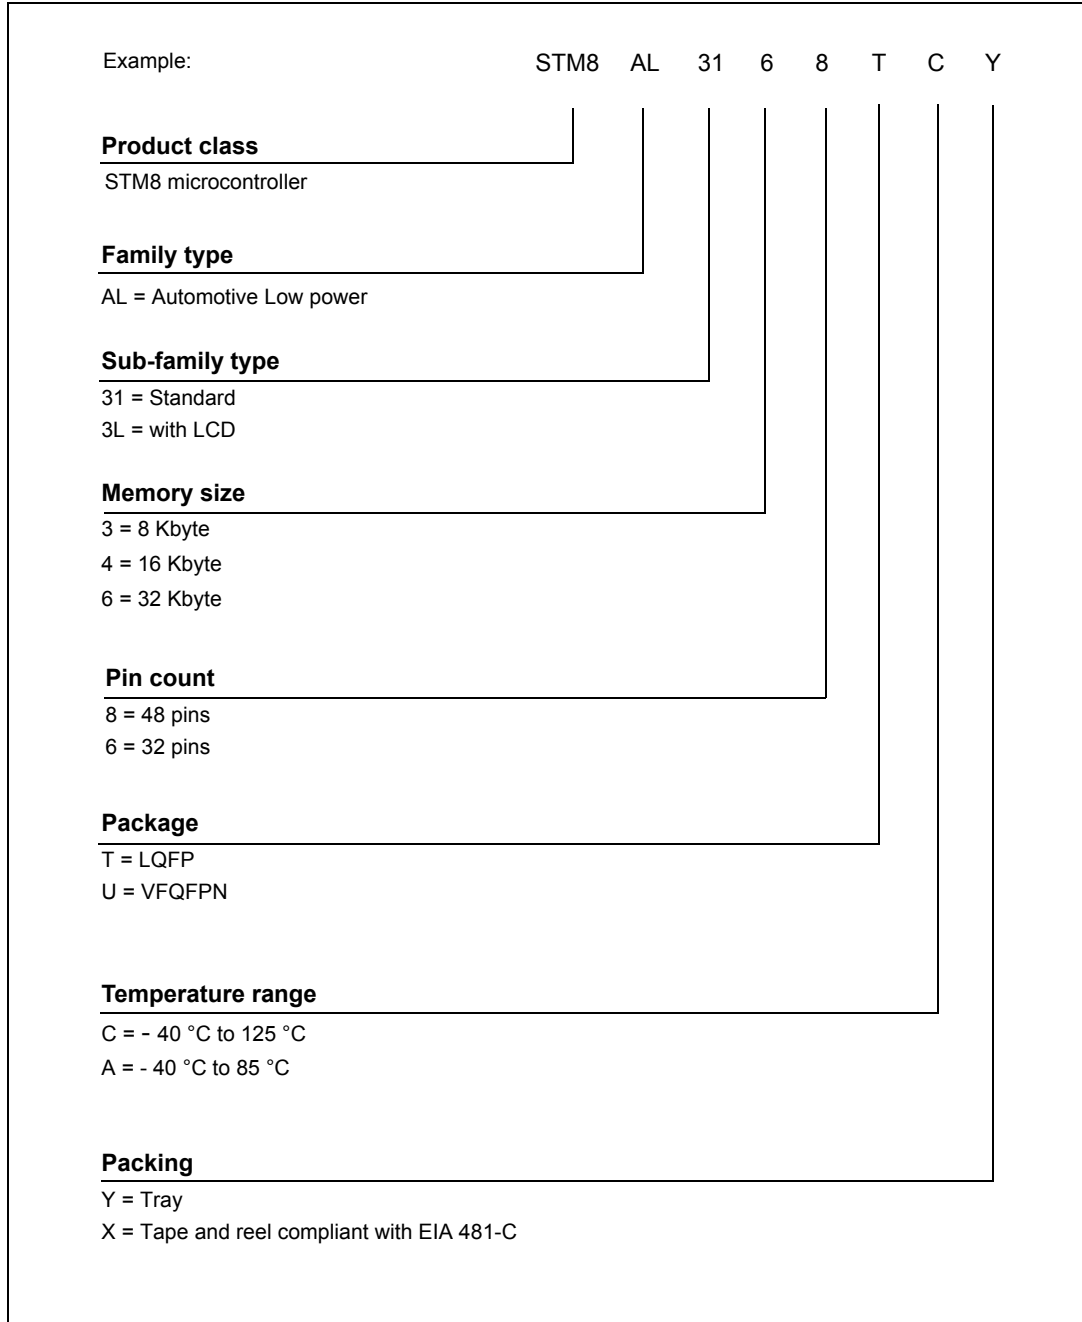 Example: STM8 AL 31 6 8 T C Y
Product class
STM8 microcontroller
Family type
AL = Automotive Low power
Sub-family type
31 = Standard
3L = with LCD
Memory size
3 = 8 Kbyte
4 = 16 Kbyte
6 = 32 Kbyte
Pin count
8 = 48 pins
6 = 32 pins
Package
T = LQFP
U = VFQFPN
Temperature range
C = - 40 °C to 125 °C
A = - 40 °C to 85 °C
Packing
Y = Tray
X = Tape and reel compliant with EIA 481-C